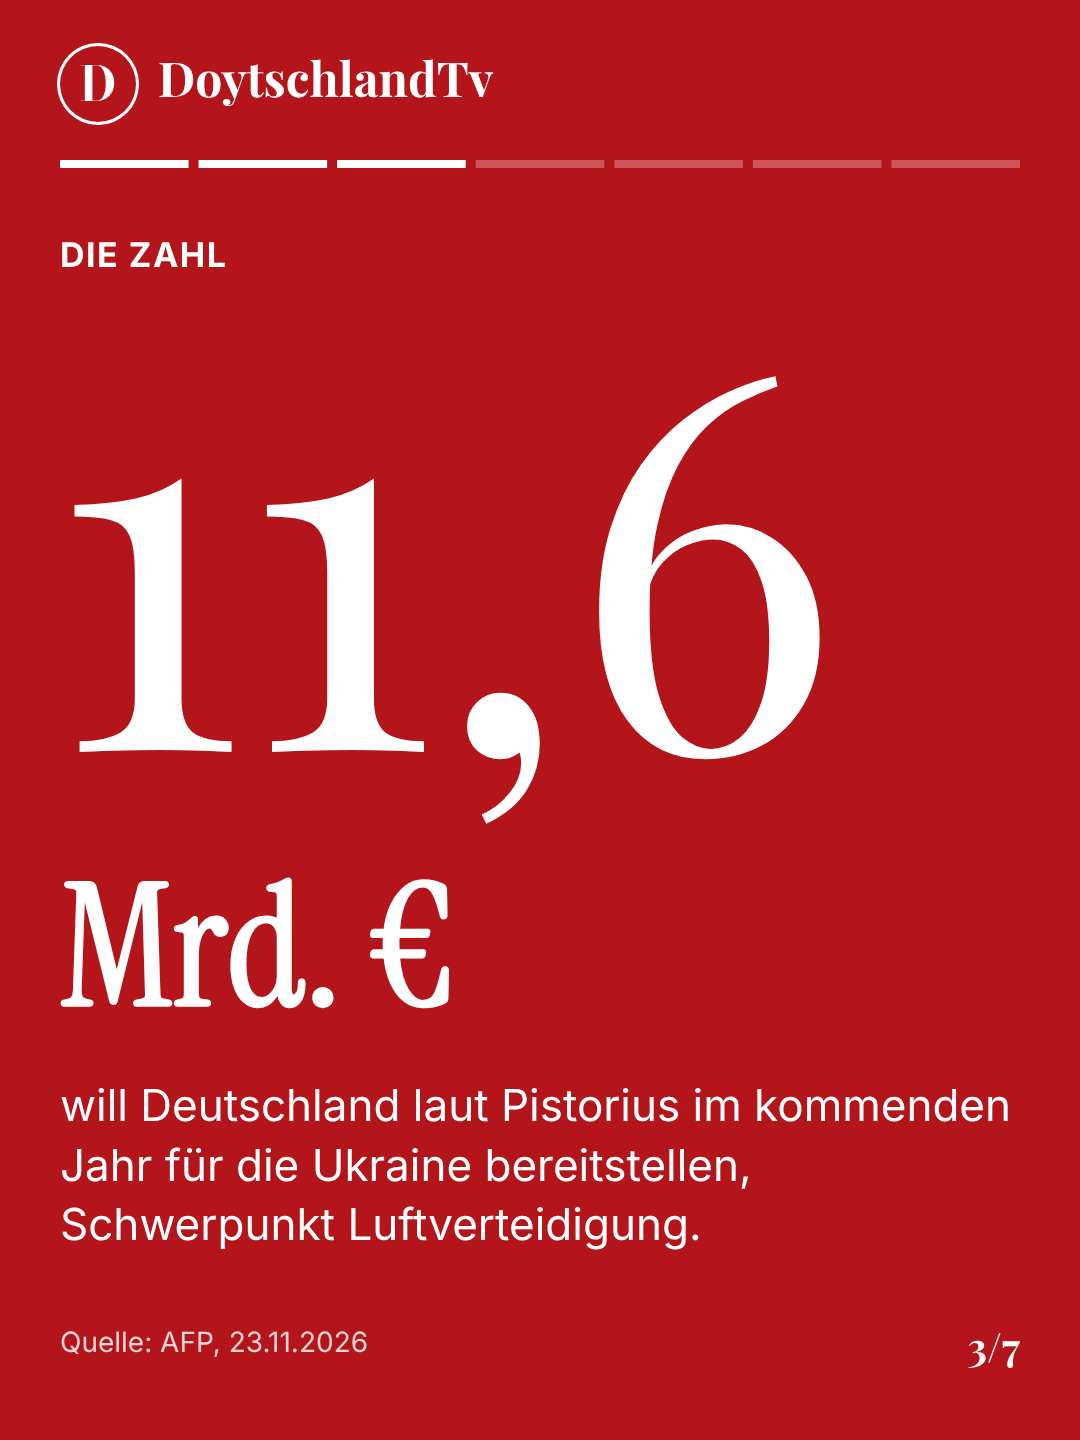 D DoytschlandTv
DIE ZAHL
11,6
Mrd. €
will Deutschland laut Pistorius im kommenden
Jahr für die Ukraine bereitstellen,
Schwerpunkt Luftverteidigung.
Quelle: AFP, 23.11.2026
3/7